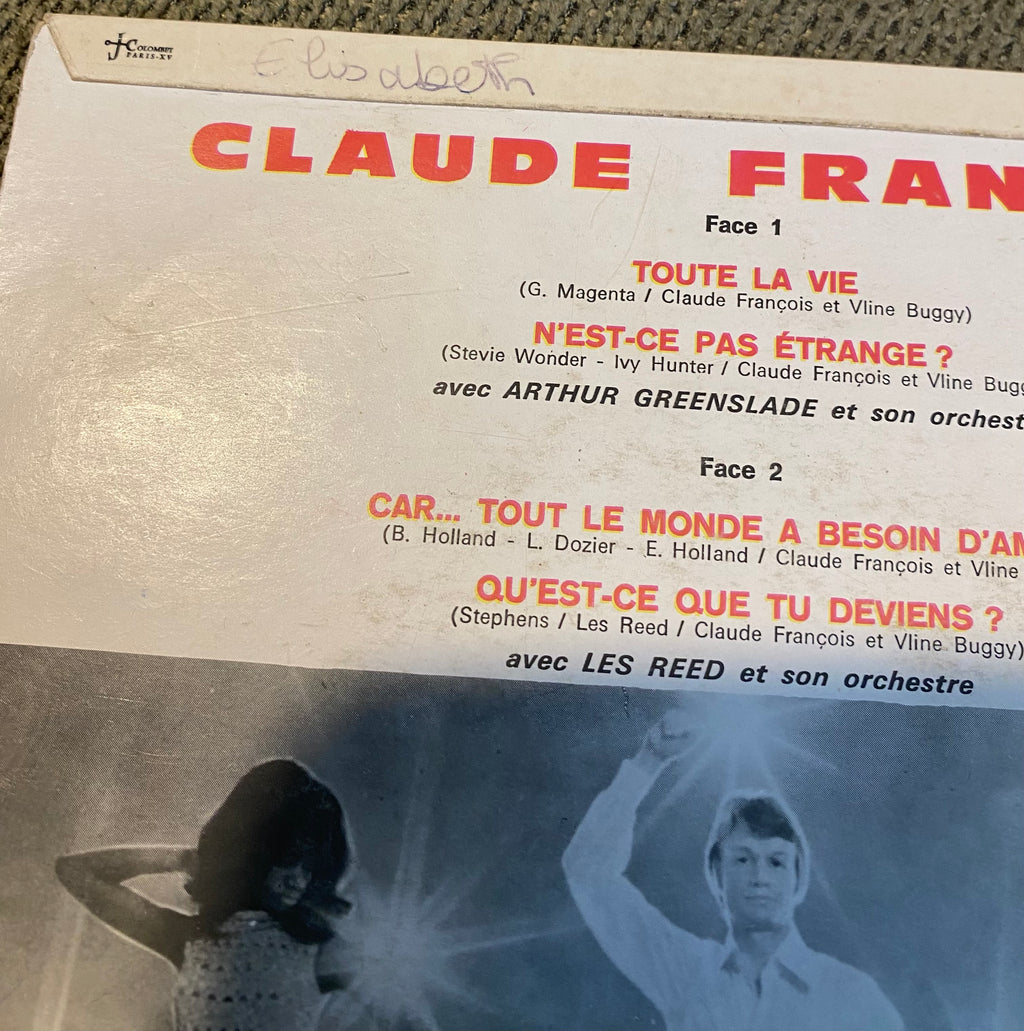 JC COLOMBET
PARIS-XV
Elisabeth
CLAUDE FRAN
Face 1
TOUTE LA VIE
(G. Magenta / Claude François et Vline Buggy)
N'EST-CE PAS ÉTRANGE ?
(Stevie Wonder - Ivy Hunter / Claude François et Vline Bugg
avec ARTHUR GREENSLADE et son orchest
Face 2
CAR... TOUT LE MONDE A BESOIN D'AM
(B. Holland - L. Dozier - E. Holland / Claude François et Vline
QU'EST-CE QUE TU DEVIENS ?
(Stephens / Les Reed / Claude François et Vline Buggy)
avec LES REED et son orchestre